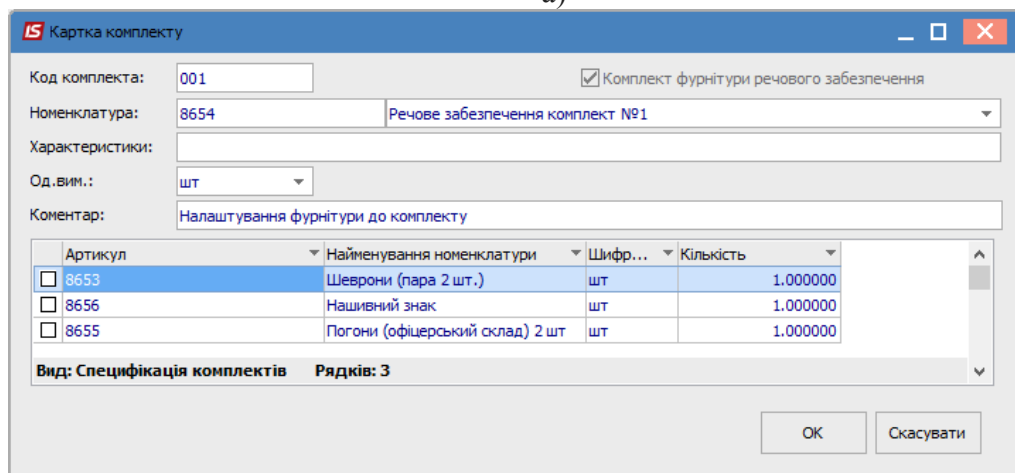 а)
IS Картка комплекту
Код комплекта: 001 Комплект фурнітури речового забезпечення
Номенклатура: 8654 Речове забезпечення комплект №1
Характеристики:
Од.вим.: шт
Коментар: Налаштування фурнітури до комплекту
Артикул Найменування номенклатури Шифр... Кількість
8653 Шеврони (пара 2 шт.) шт 1.000000
8656 Нашивний знак шт 1.000000
8655 Погони (офіцерський склад) 2 шт шт 1.000000
Вид: Специфікація комплектів Рядків: 3
OK Скасувати